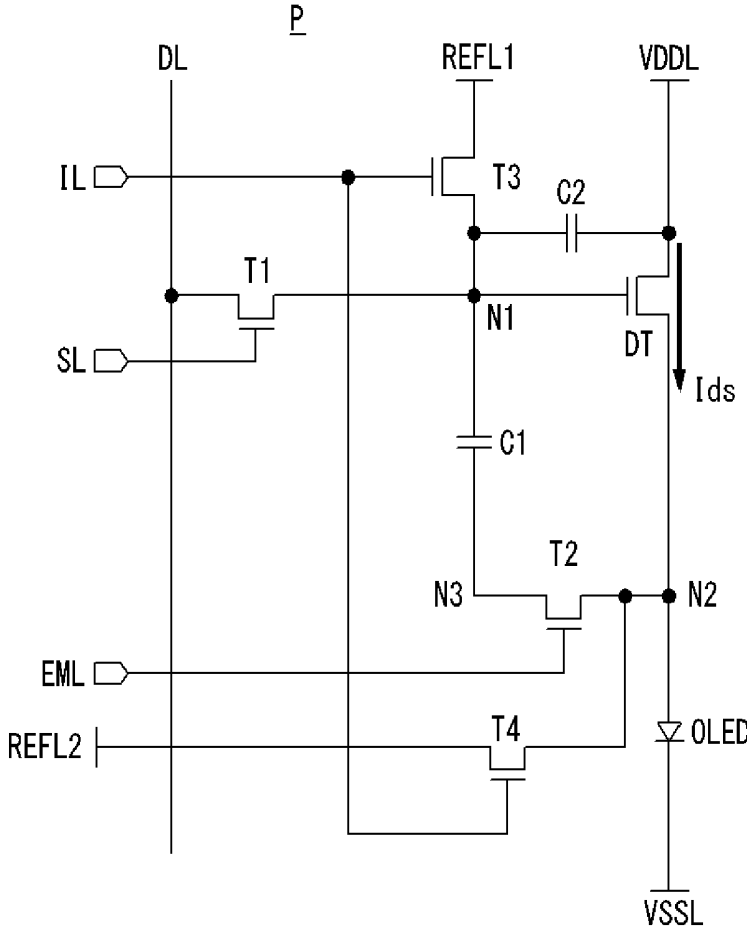 P
DL
REFL1
VDDL
IL
T3
C2
T1
N1
DT
SL
Ids
C1
T2
N3
N2
EML
T4
REFL2
OLED
VSSL